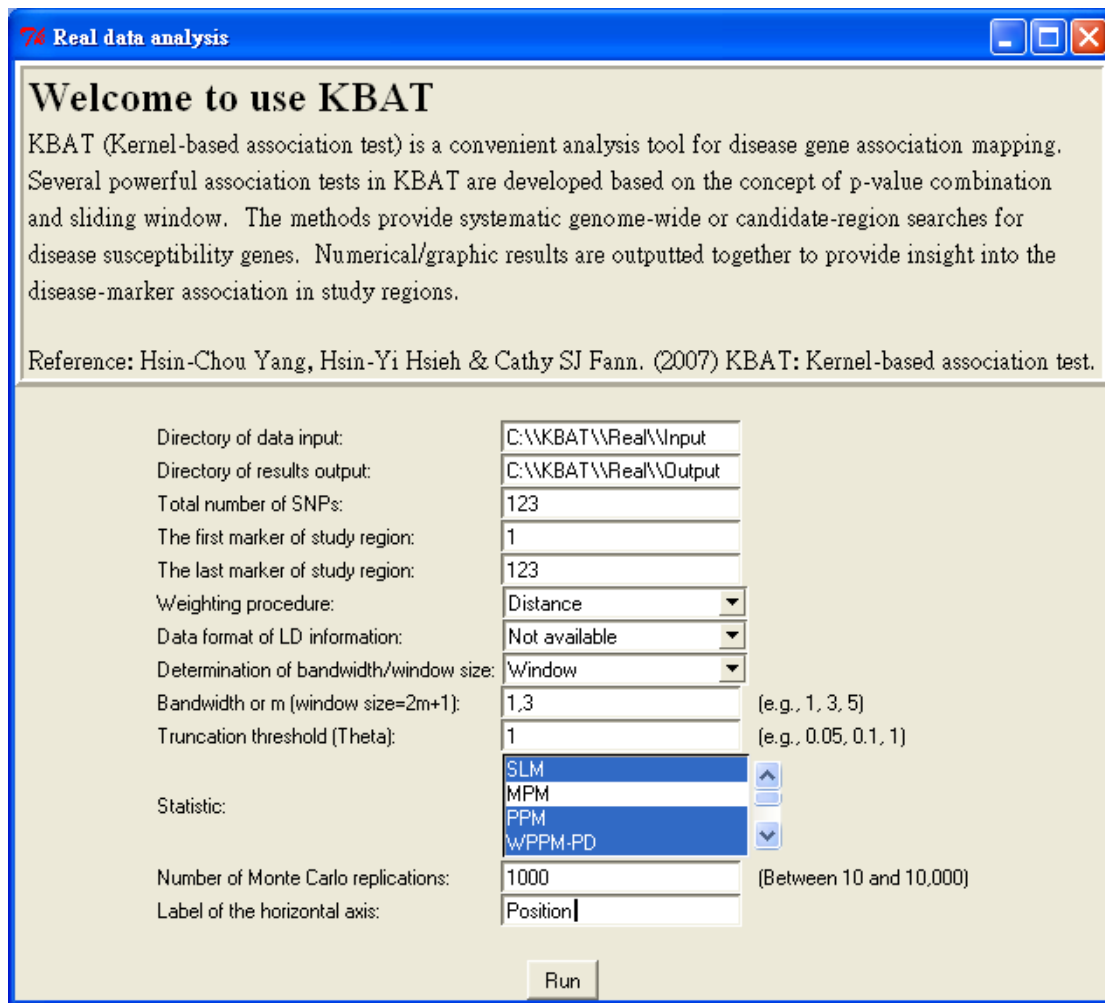 Real data analysis
Welcome to use KBAT
KBAT (Kernel-based association test) is a convenient analysis tool for disease gene association mapping.
Several powerful association tests in KBAT are developed based on the concept of p-value combination
and sliding window.  The methods provide systematic genome-wide or candidate-region searches for
disease susceptibility genes.  Numerical/graphic results are outputted together to provide insight into the
disease-marker association in study regions.
Reference: Hsin-Chou Yang, Hsin-Yi Hsieh & Cathy SJ Fann. (2007) KBAT: Kernel-based association test.
Directory of data input: C:\\KBAT\\Real\\Input
Directory of results output: C:\\KBAT\\Real\\Output
Total number of SNPs: 123
The first marker of study region: 1
The last marker of study region: 123
Weighting procedure: Distance
Data format of LD information: Not available
Determination of bandwidth/window size: Window
Bandwidth or m (window size=2m+1): 1,3 (e.g., 1, 3, 5)
Truncation threshold (Theta): 1 (e.g., 0.05, 0.1, 1)
SLM
MPM
Statistic:
PPM
WPPM-PD
Number of Monte Carlo replications: 1000 (Between 10 and 10,000)
Label of the horizontal axis: Position
Run